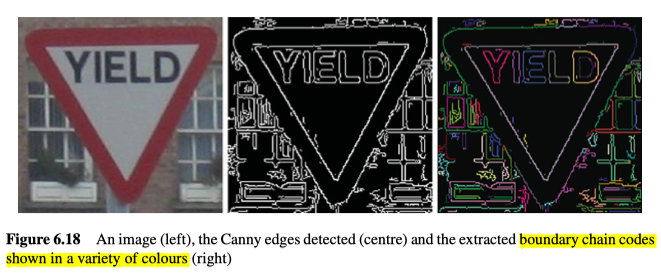 YIELD YIELD YIELD
Figure 6.18 An image (left), the Canny edges detected (centre) and the extracted boundary chain codes
shown in a variety of colours (right)